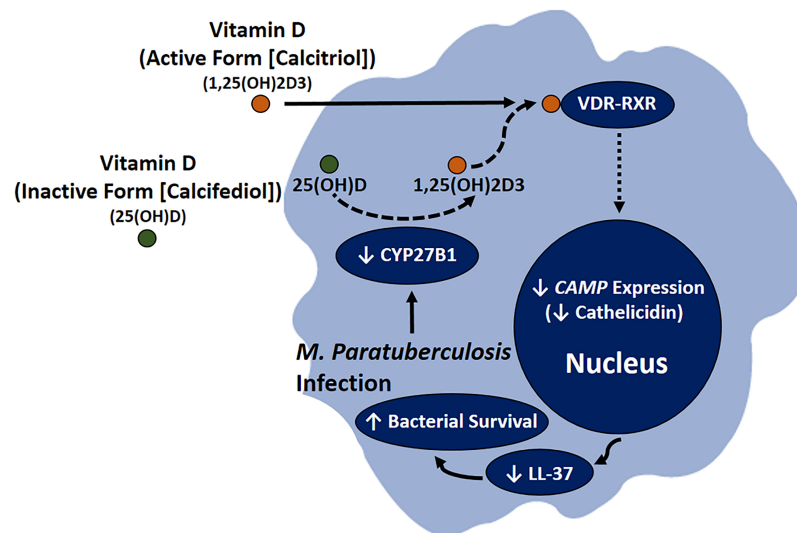 Vitamin D
(Active Form [Calcitriol])
(1,25(OH)2D3)
VDR-RXR
Vitamin D
(Inactive Form [Calcifediol])
(25(OH)D)
25(OH)D
1,25(OH)2D3
↓ CYP27B1
↓ CAMP Expression
(↓ Cathelicidin)
Nucleus
M. Paratuberculosis
Infection
↑ Bacterial Survival
↓ LL-37